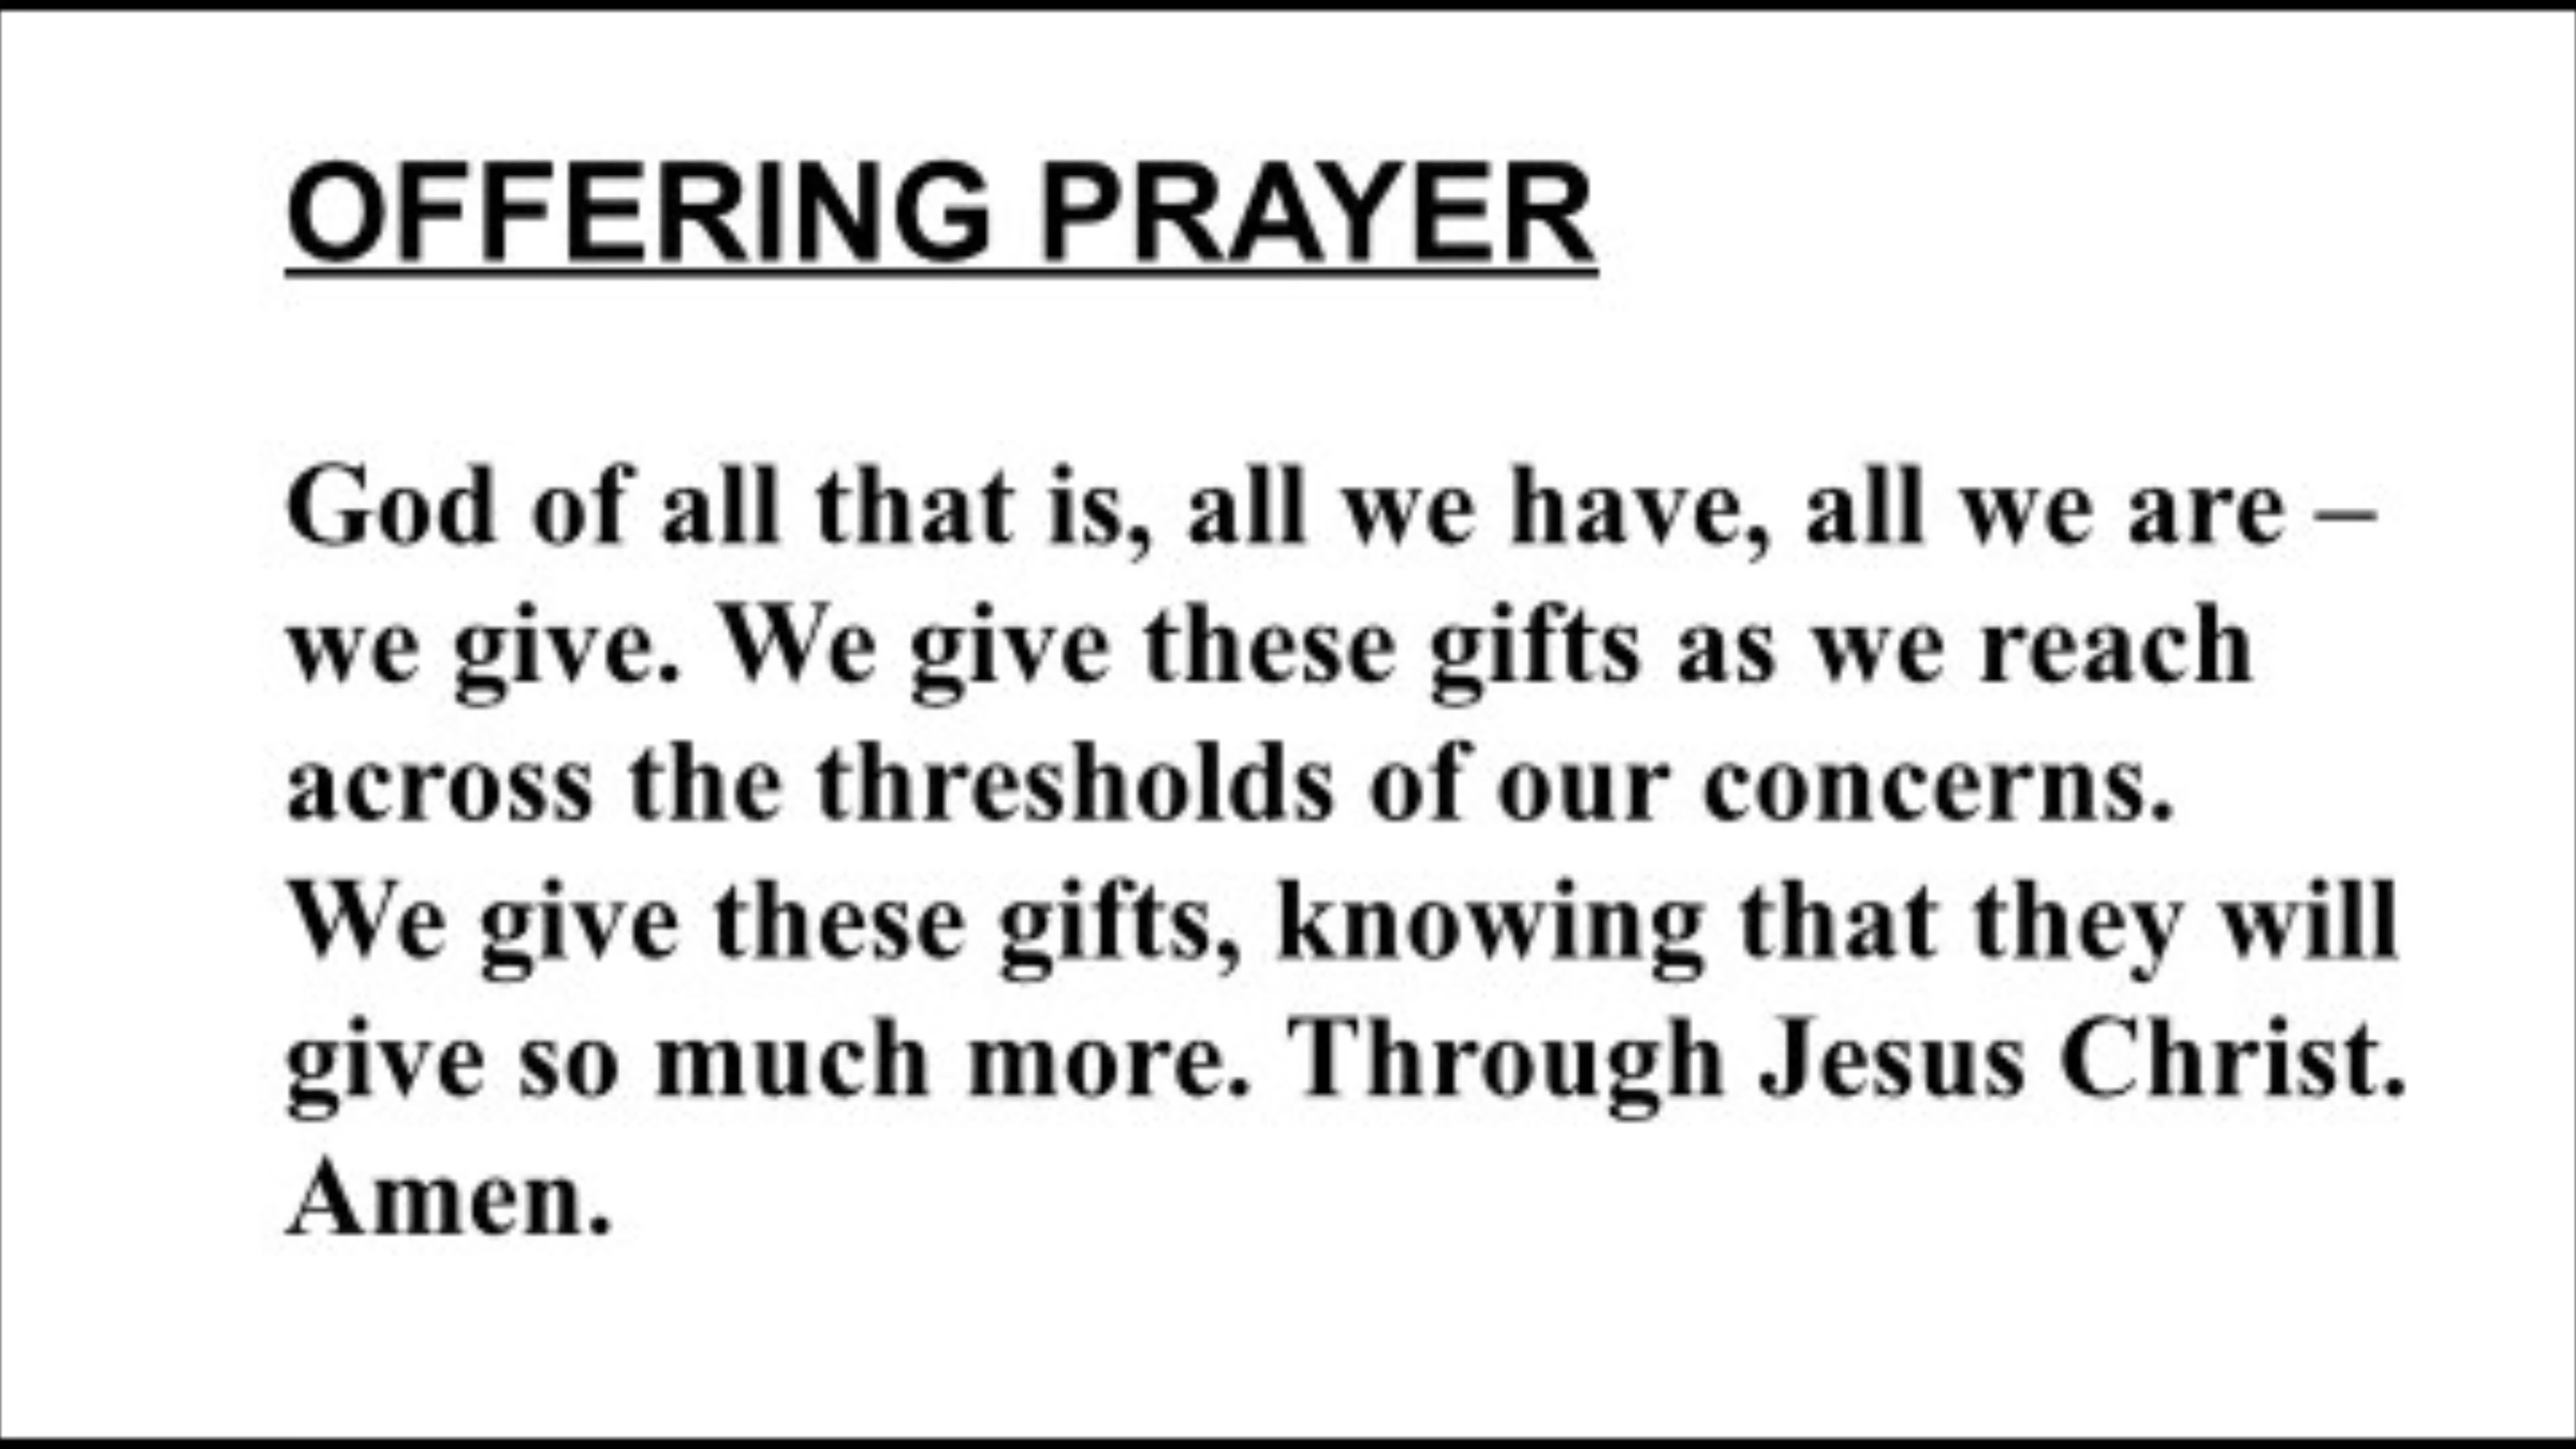 OFFERING PRAYER
God of all that is, all we have, all we are –
we give. We give these gifts as we reach
across the thresholds of our concerns.
We give these gifts, knowing that they will
give so much more. Through Jesus Christ.
Amen.